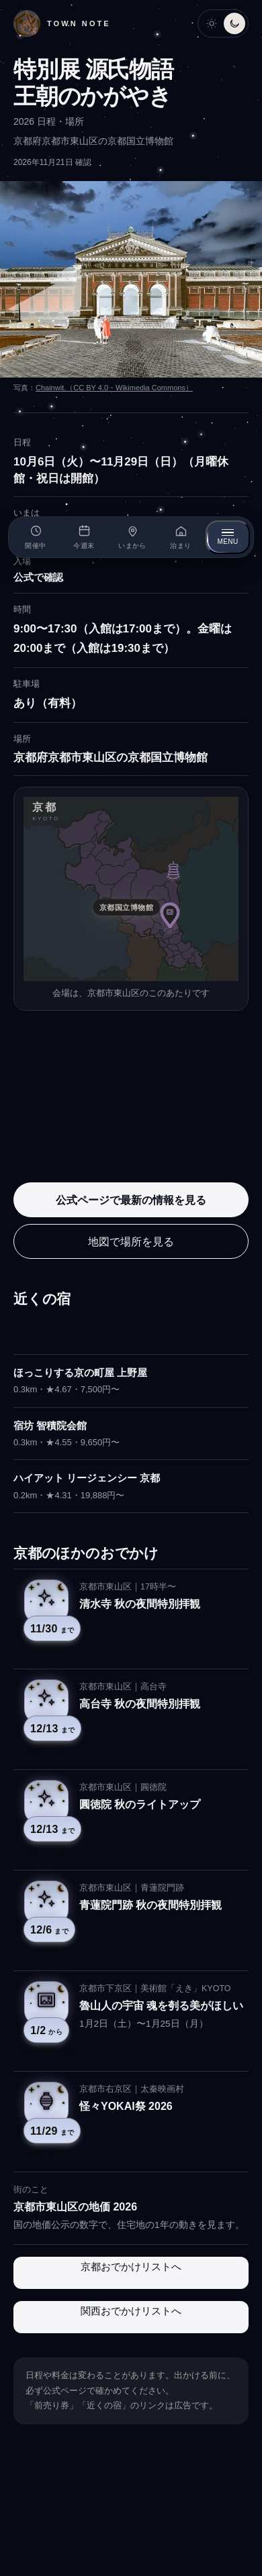 TOWN NOTE
特別展 源氏物語
王朝のかがやき
2026 日程・場所
京都府京都市東山区の京都国立博物館
2026年11月21日 確認
写真：Chainwit.（CC BY 4.0・Wikimedia Commons）
日程
10月6日（火）〜11月29日（日）（月曜休
館・祝日は開館）
いまは
開催中
今週末
いまから
泊まり
MENU
入場
公式で確認
時間
9:00〜17:30（入館は17:00まで）。金曜は
20:00まで（入館は19:30まで）
駐車場
あり（有料）
場所
京都府京都市東山区の京都国立博物館
京都
KYOTO
京都国立博物館
会場は、京都市東山区のこのあたりです
公式ページで最新の情報を見る
地図で場所を見る
近くの宿
ほっこりする京の町屋 上野屋
0.3km・★4.67・7,500円〜
宿坊 智積院会館
0.3km・★4.55・9,650円〜
ハイアット リージェンシー 京都
0.2km・★4.31・19,888円〜
京都のほかのおでかけ
京都市東山区｜17時半〜
清水寺 秋の夜間特別拝観
11/30 まで
京都市東山区｜高台寺
高台寺 秋の夜間特別拝観
12/13 まで
京都市東山区｜圓徳院
圓徳院 秋のライトアップ
12/13 まで
京都市東山区｜青蓮院門跡
青蓮院門跡 秋の夜間特別拝観
12/6 まで
京都市下京区｜美術館「えき」KYOTO
魯山人の宇宙 魂を刳る美がほしい
1月2日（土）〜1月25日（月）
1/2 から
京都市右京区｜太秦映画村
怪々YOKAI祭 2026
11/29 まで
街のこと
京都市東山区の地価 2026
国の地価公示の数字で、住宅地の1年の動きを見ます。
京都おでかけリストへ
関西おでかけリストへ
日程や料金は変わることがあります。出かける前に、
必ず公式ページで確かめてください。
「前売り券」「近くの宿」のリンクは広告です。